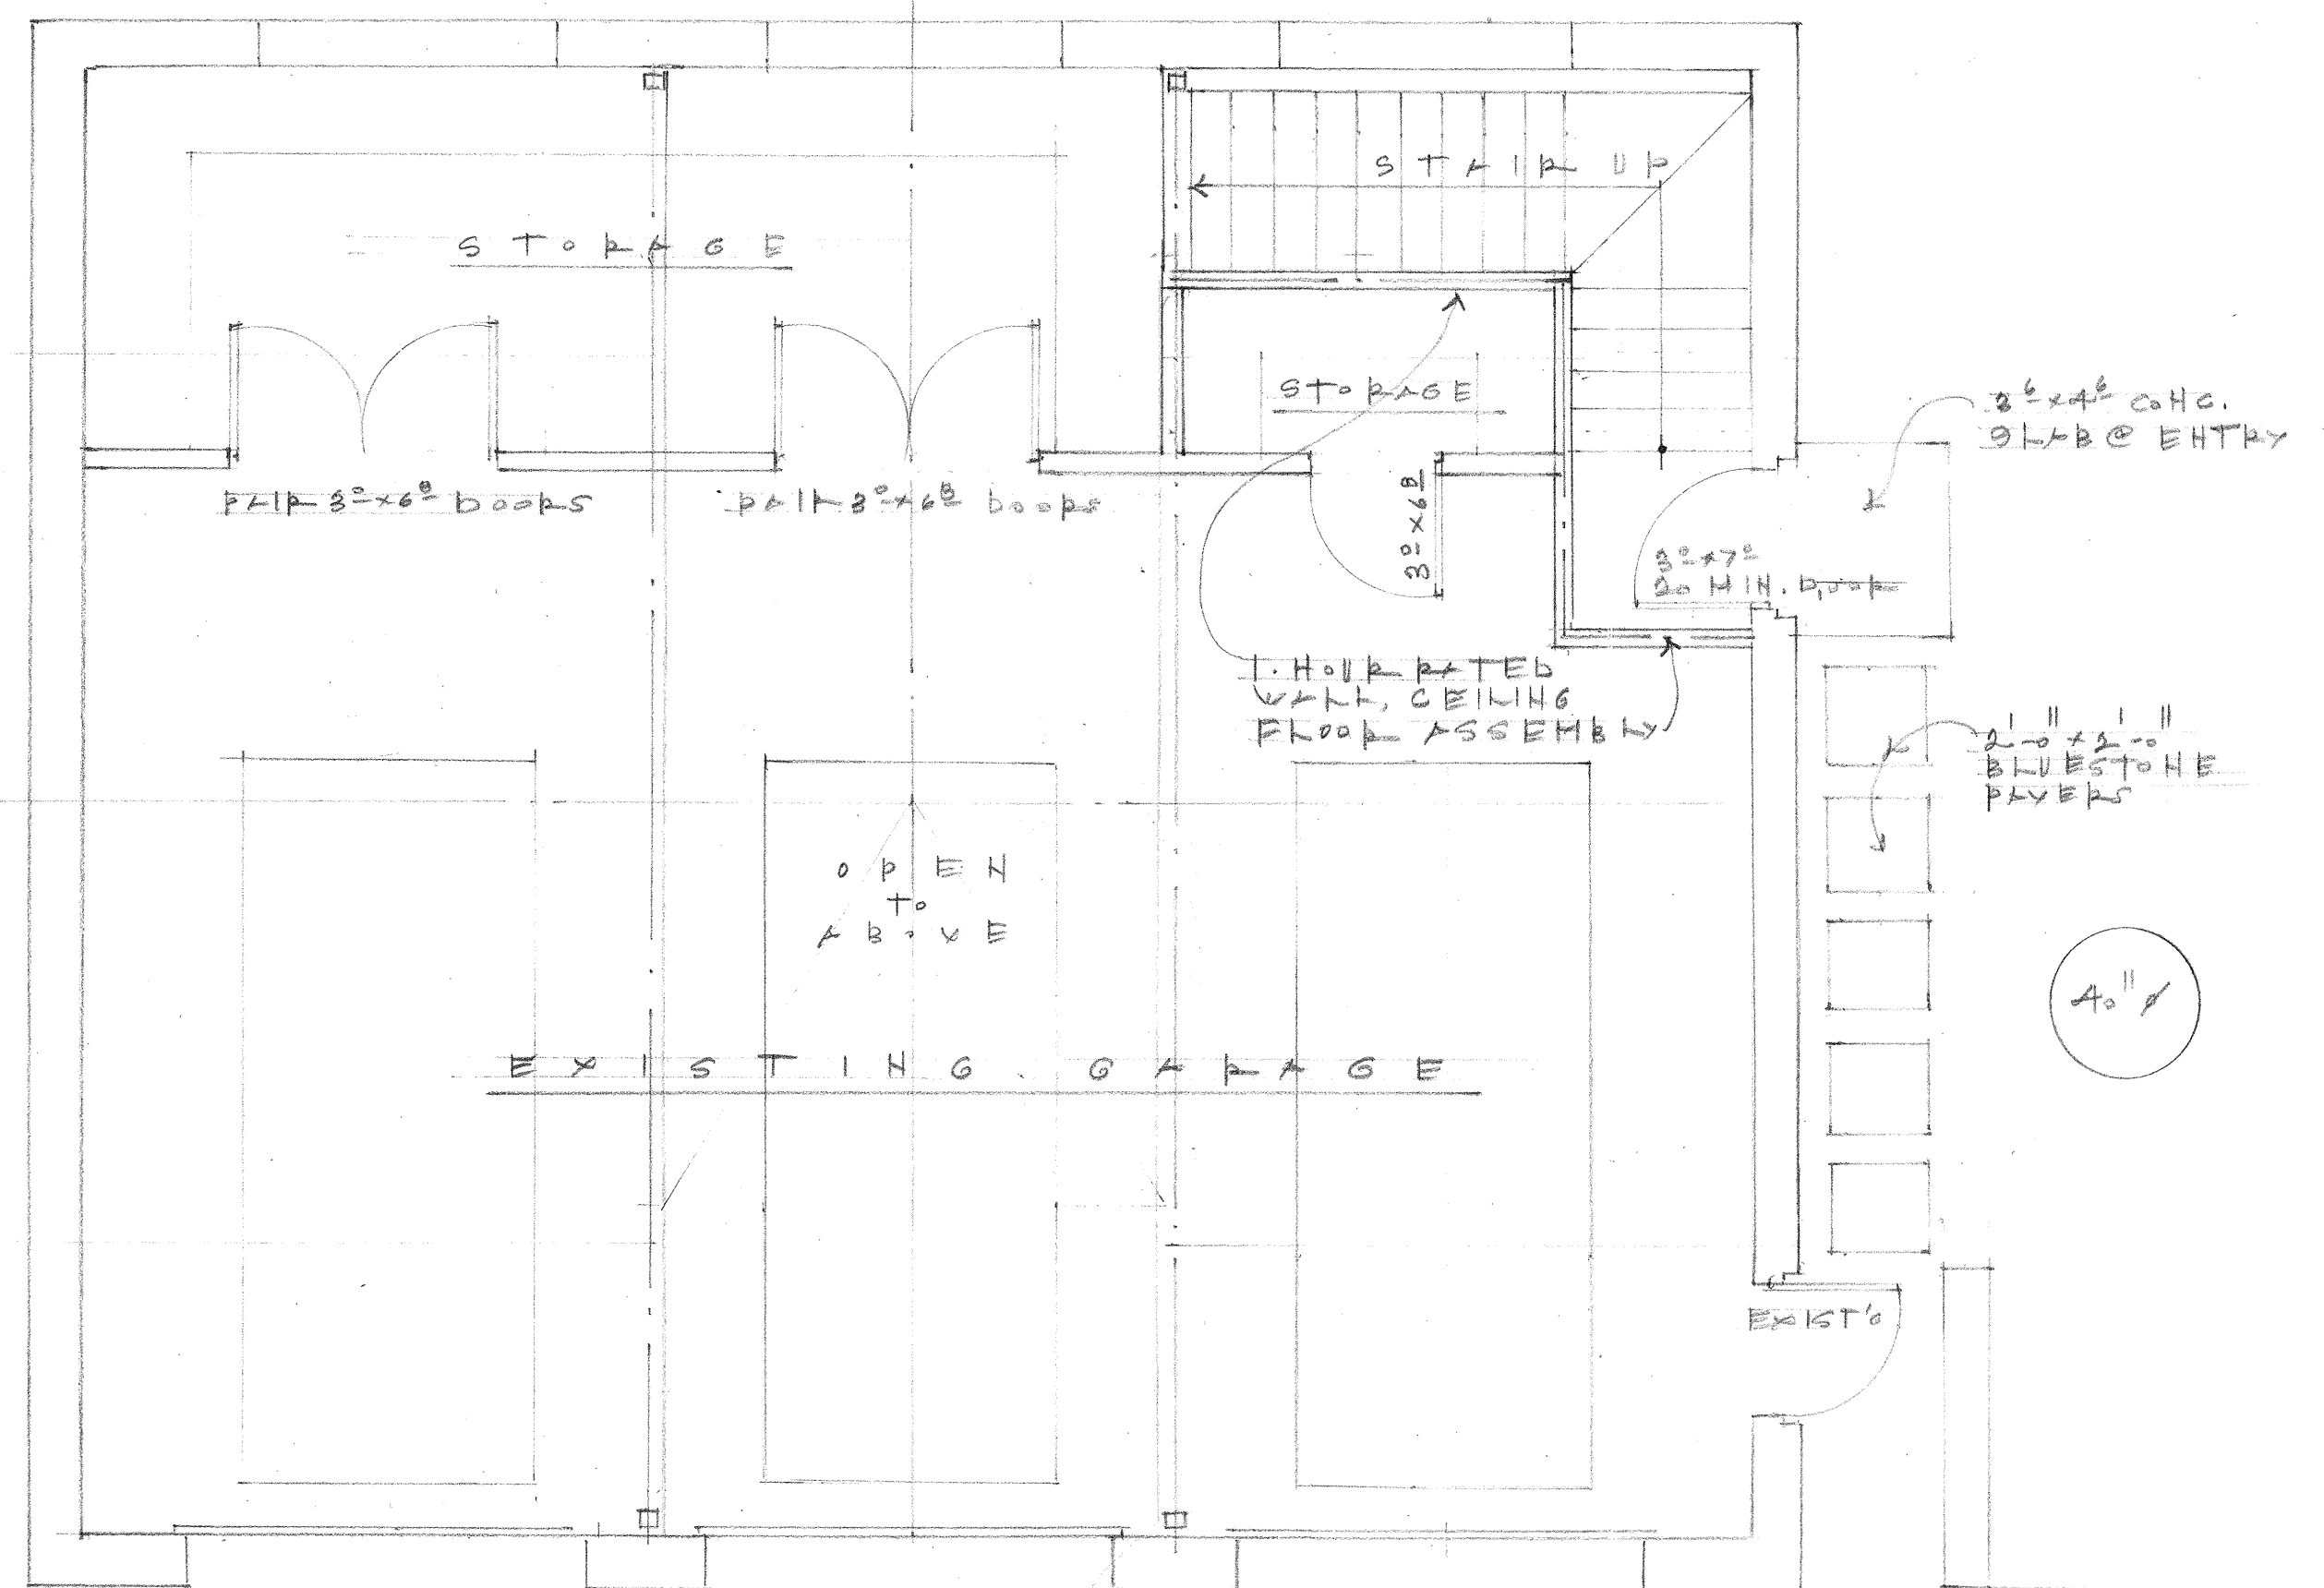 STAIR UP
STORAGE
STORAGE
3⁶ x 4⁶ CONC.
SLAB @ ENTRY
PAIR 3⁰ x 6⁸ DOORS
PAIR 3⁰ x 6⁸ DOORS
3⁰ x 6⁸
3⁰ x 7⁰
20 MIN. DOOR
1. HOUR RATED
WALL, CEILING
FLOOR ASSEMBLY
2'-0" x 2'-0"
BLUESTONE
PAVERS
OPEN
TO
ABOVE
40" ø
EXISTING. GARAGE
EXIST'G